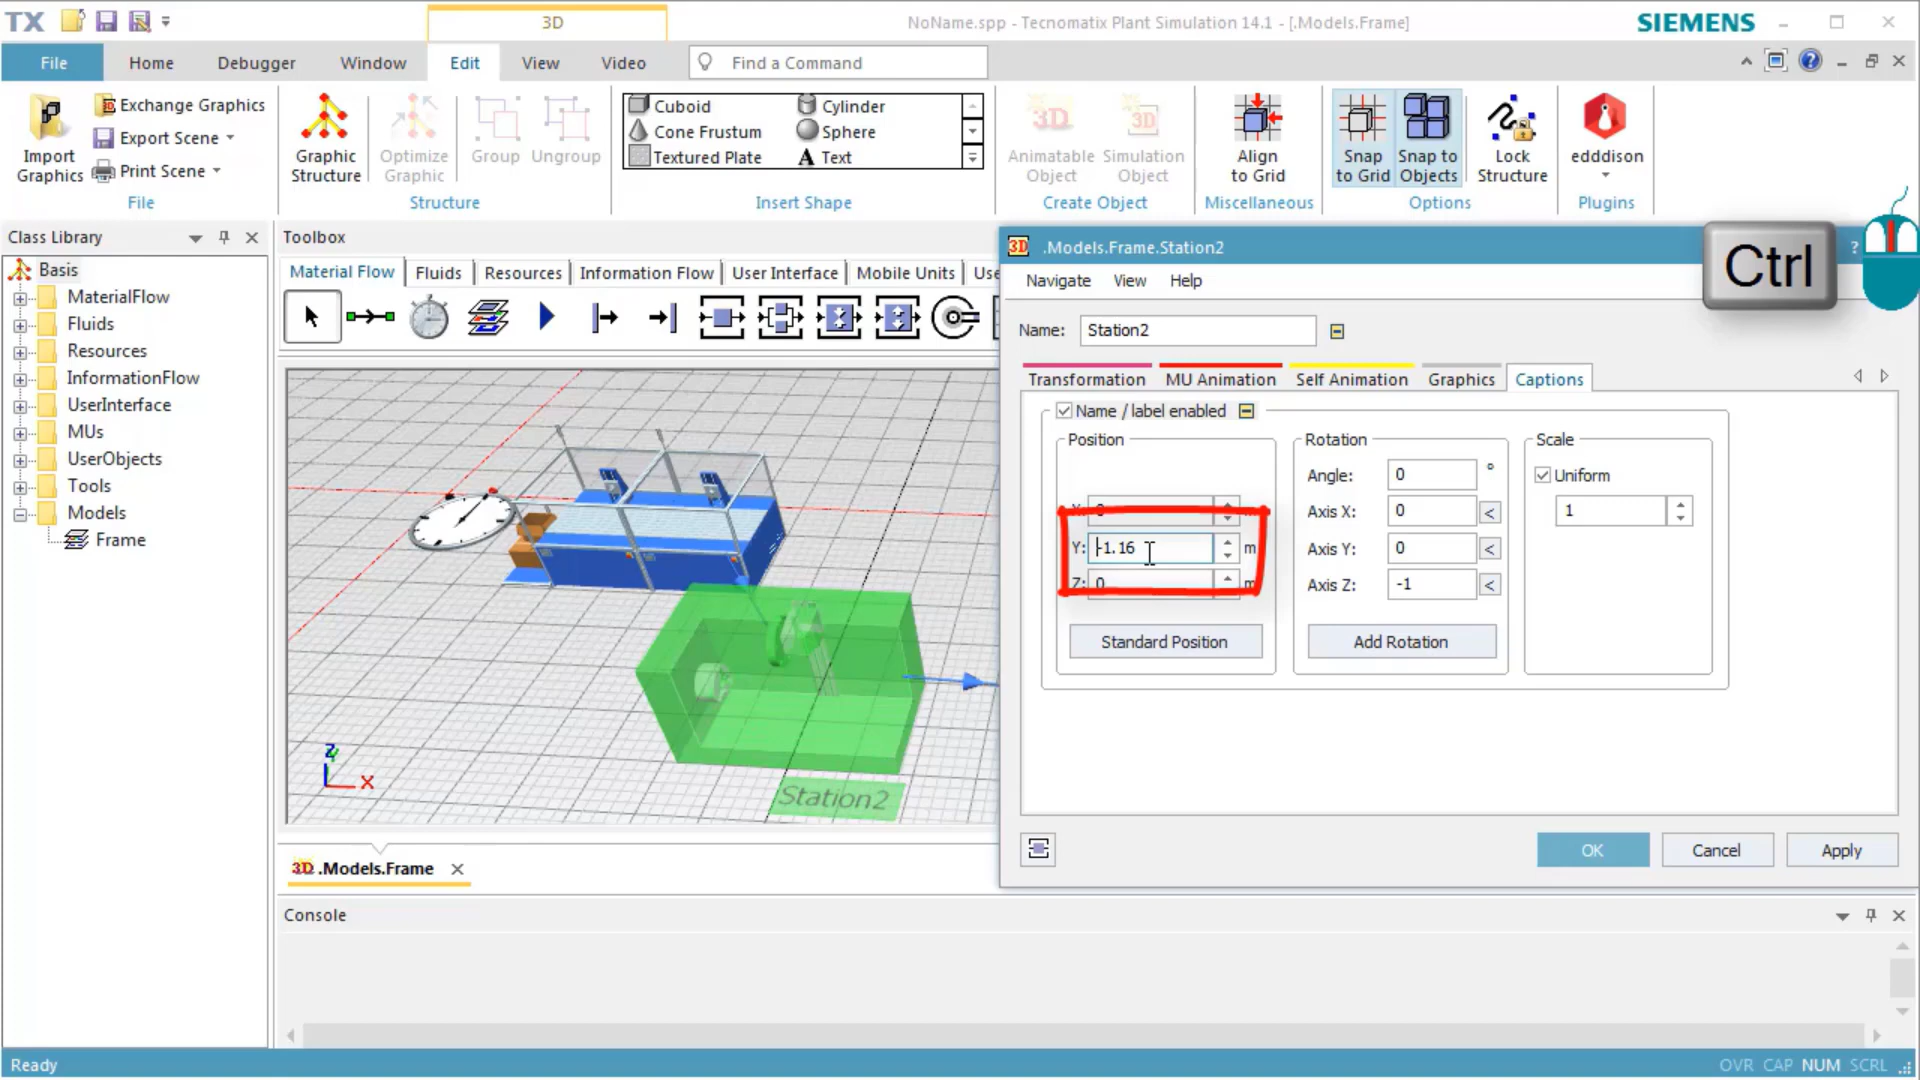 TX
3D
NoName.spp - Tecnomatix Plant Simulation 14.1 - [.Models.Frame]
SIEMENS
File
Home
Debugger
Window
Edit
View
Video
Find a Command
Import Graphics
Exchange Graphics
Export Scene
Print Scene
File
Graphic Structure
Optimize Graphic
Group
Ungroup
Structure
Cuboid
Cylinder
Cone Frustum
Sphere
Textured Plate
A Text
Insert Shape
3D
Animatable Object
3D
Simulation Object
Create Object
Align to Grid
Miscellaneous
Snap to Grid
Snap to Objects
Lock Structure
Options
edddison
Plugins
Class Library
Basis
MaterialFlow
Fluids
Resources
InformationFlow
UserInterface
MUs
UserObjects
Tools
Models
Frame
Toolbox
Material Flow
Fluids
Resources
Information Flow
User Interface
Mobile Units
Use
Station2
Z
X
3D .Models.Frame
3D .Models.Frame.Station2
Ctrl
?
Navigate
View
Help
Name:
Station2
Transformation
MU Animation
Self Animation
Graphics
Captions
Name / label enabled
Position
X: 0
Y: -1.16 m
Z: 0 m
Standard Position
Rotation
Angle: 0 °
Axis X: 0 <
Axis Y: 0 <
Axis Z: -1 <
Add Rotation
Scale
Uniform
1
OK
Cancel
Apply
Console
Ready
OVR CAP NUM SCRL